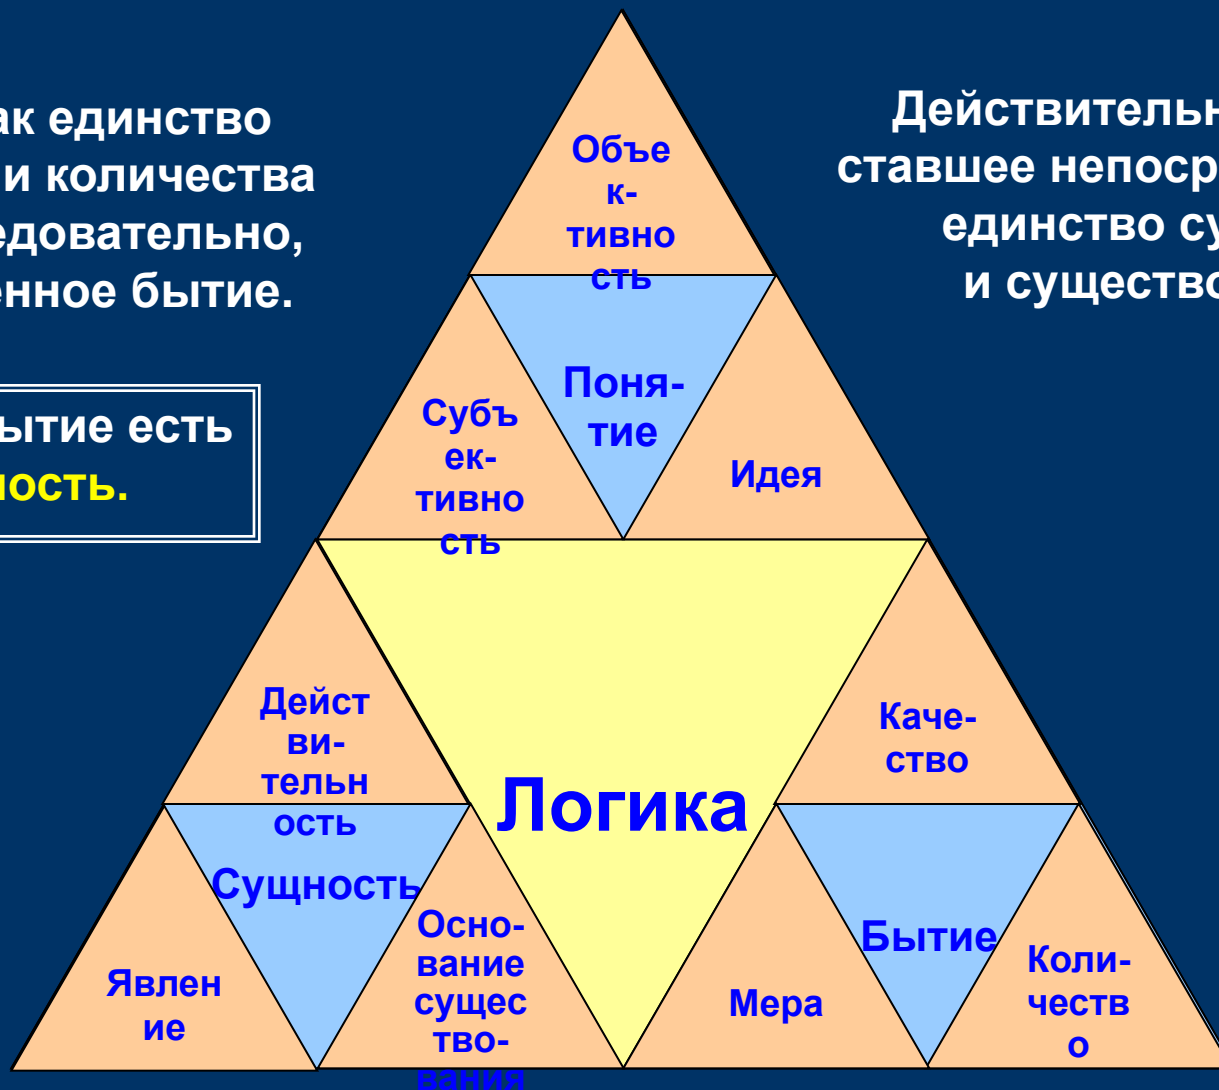 ак единство
и количества
едовательно,
енное бытие.
ытие есть
ность.
Действительн
ставшее непоср
единство су
и существо
Объе
к-
тивно
сть
Поня-
тие
Субъ
ек-
тивно
сть
Идея
Логика
Дейст
ви-
тельн
ость
Сущность
Явлен
ие
Осно-
вание
сущес
тво-
вания
Каче-
ство
Бытие
Мера
Коли-
честв
о